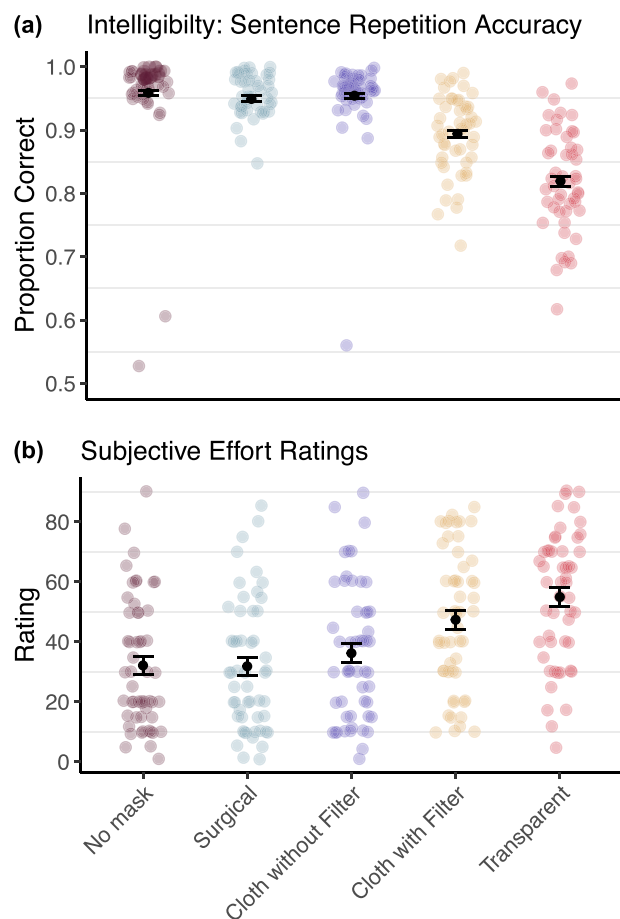 (a) Intelligibilty: Sentence Repetition Accuracy
Proportion Correct
1.0
0.9
0.8
0.7
0.6
0.5
(b) Subjective Effort Ratings
Rating
80
60
40
20
0
No mask
Surgical
Cloth without Filter
Cloth with Filter
Transparent